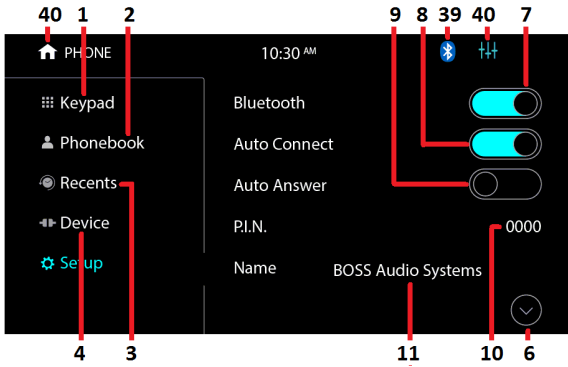 40 1 2 9 8 39 40 7
PHONE 10:30 AM
Keypad Bluetooth
Phonebook Auto Connect
Recents Auto Answer
Device P.I.N. 0000
Setup Name BOSS Audio Systems
4 3 11 10 6